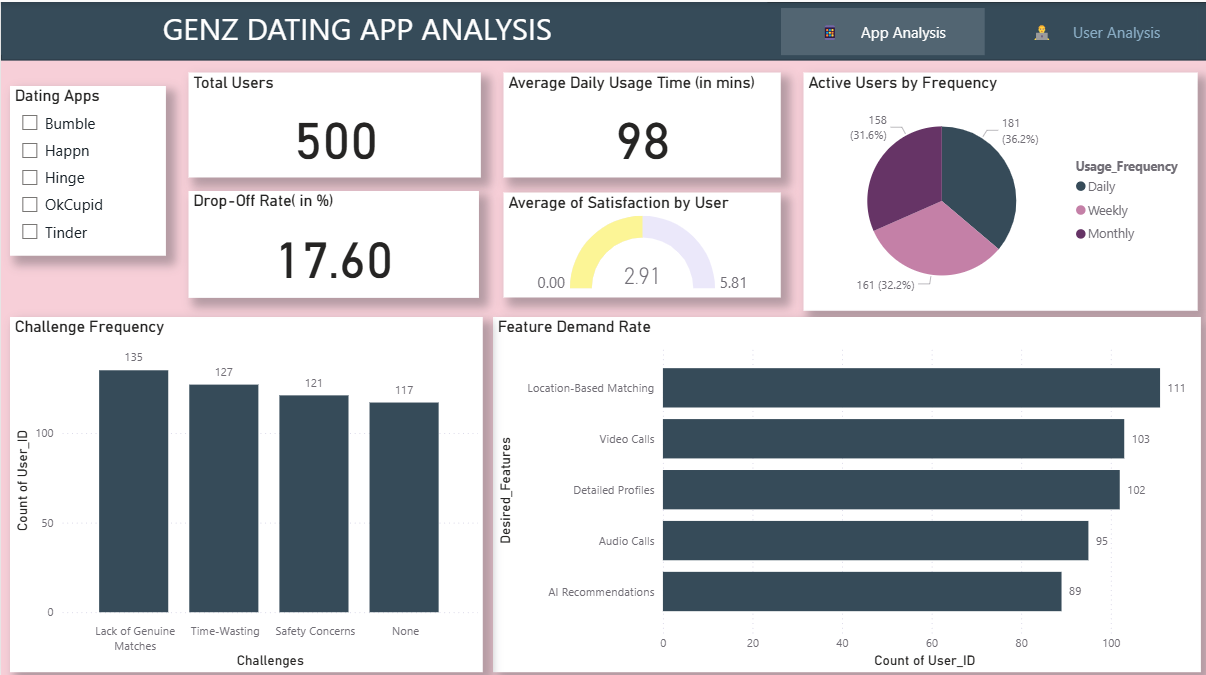 GENZ DATING APP ANALYSIS
App Analysis
User Analysis
Dating Apps
Bumble
Happn
Hinge
OkCupid
Tinder
Total Users
500
Drop-Off Rate( in %)
17.60
Average Daily Usage Time (in mins)
98
Average of Satisfaction by User
0.00
2.91
5.81
Active Users by Frequency
158
(31.6%)
181
(36.2%)
161 (32.2%)
Usage_Frequency
Daily
Weekly
Monthly
Challenge Frequency
Count of User_ID
100
50
0
135
127
121
117
Lack of Genuine
Matches
Time-Wasting
Safety Concerns
None
Challenges
Feature Demand Rate
Desired_Features
Location-Based Matching
111
Video Calls
103
Detailed Profiles
102
Audio Calls
95
AI Recommendations
89
0
20
40
60
80
100
Count of User_ID